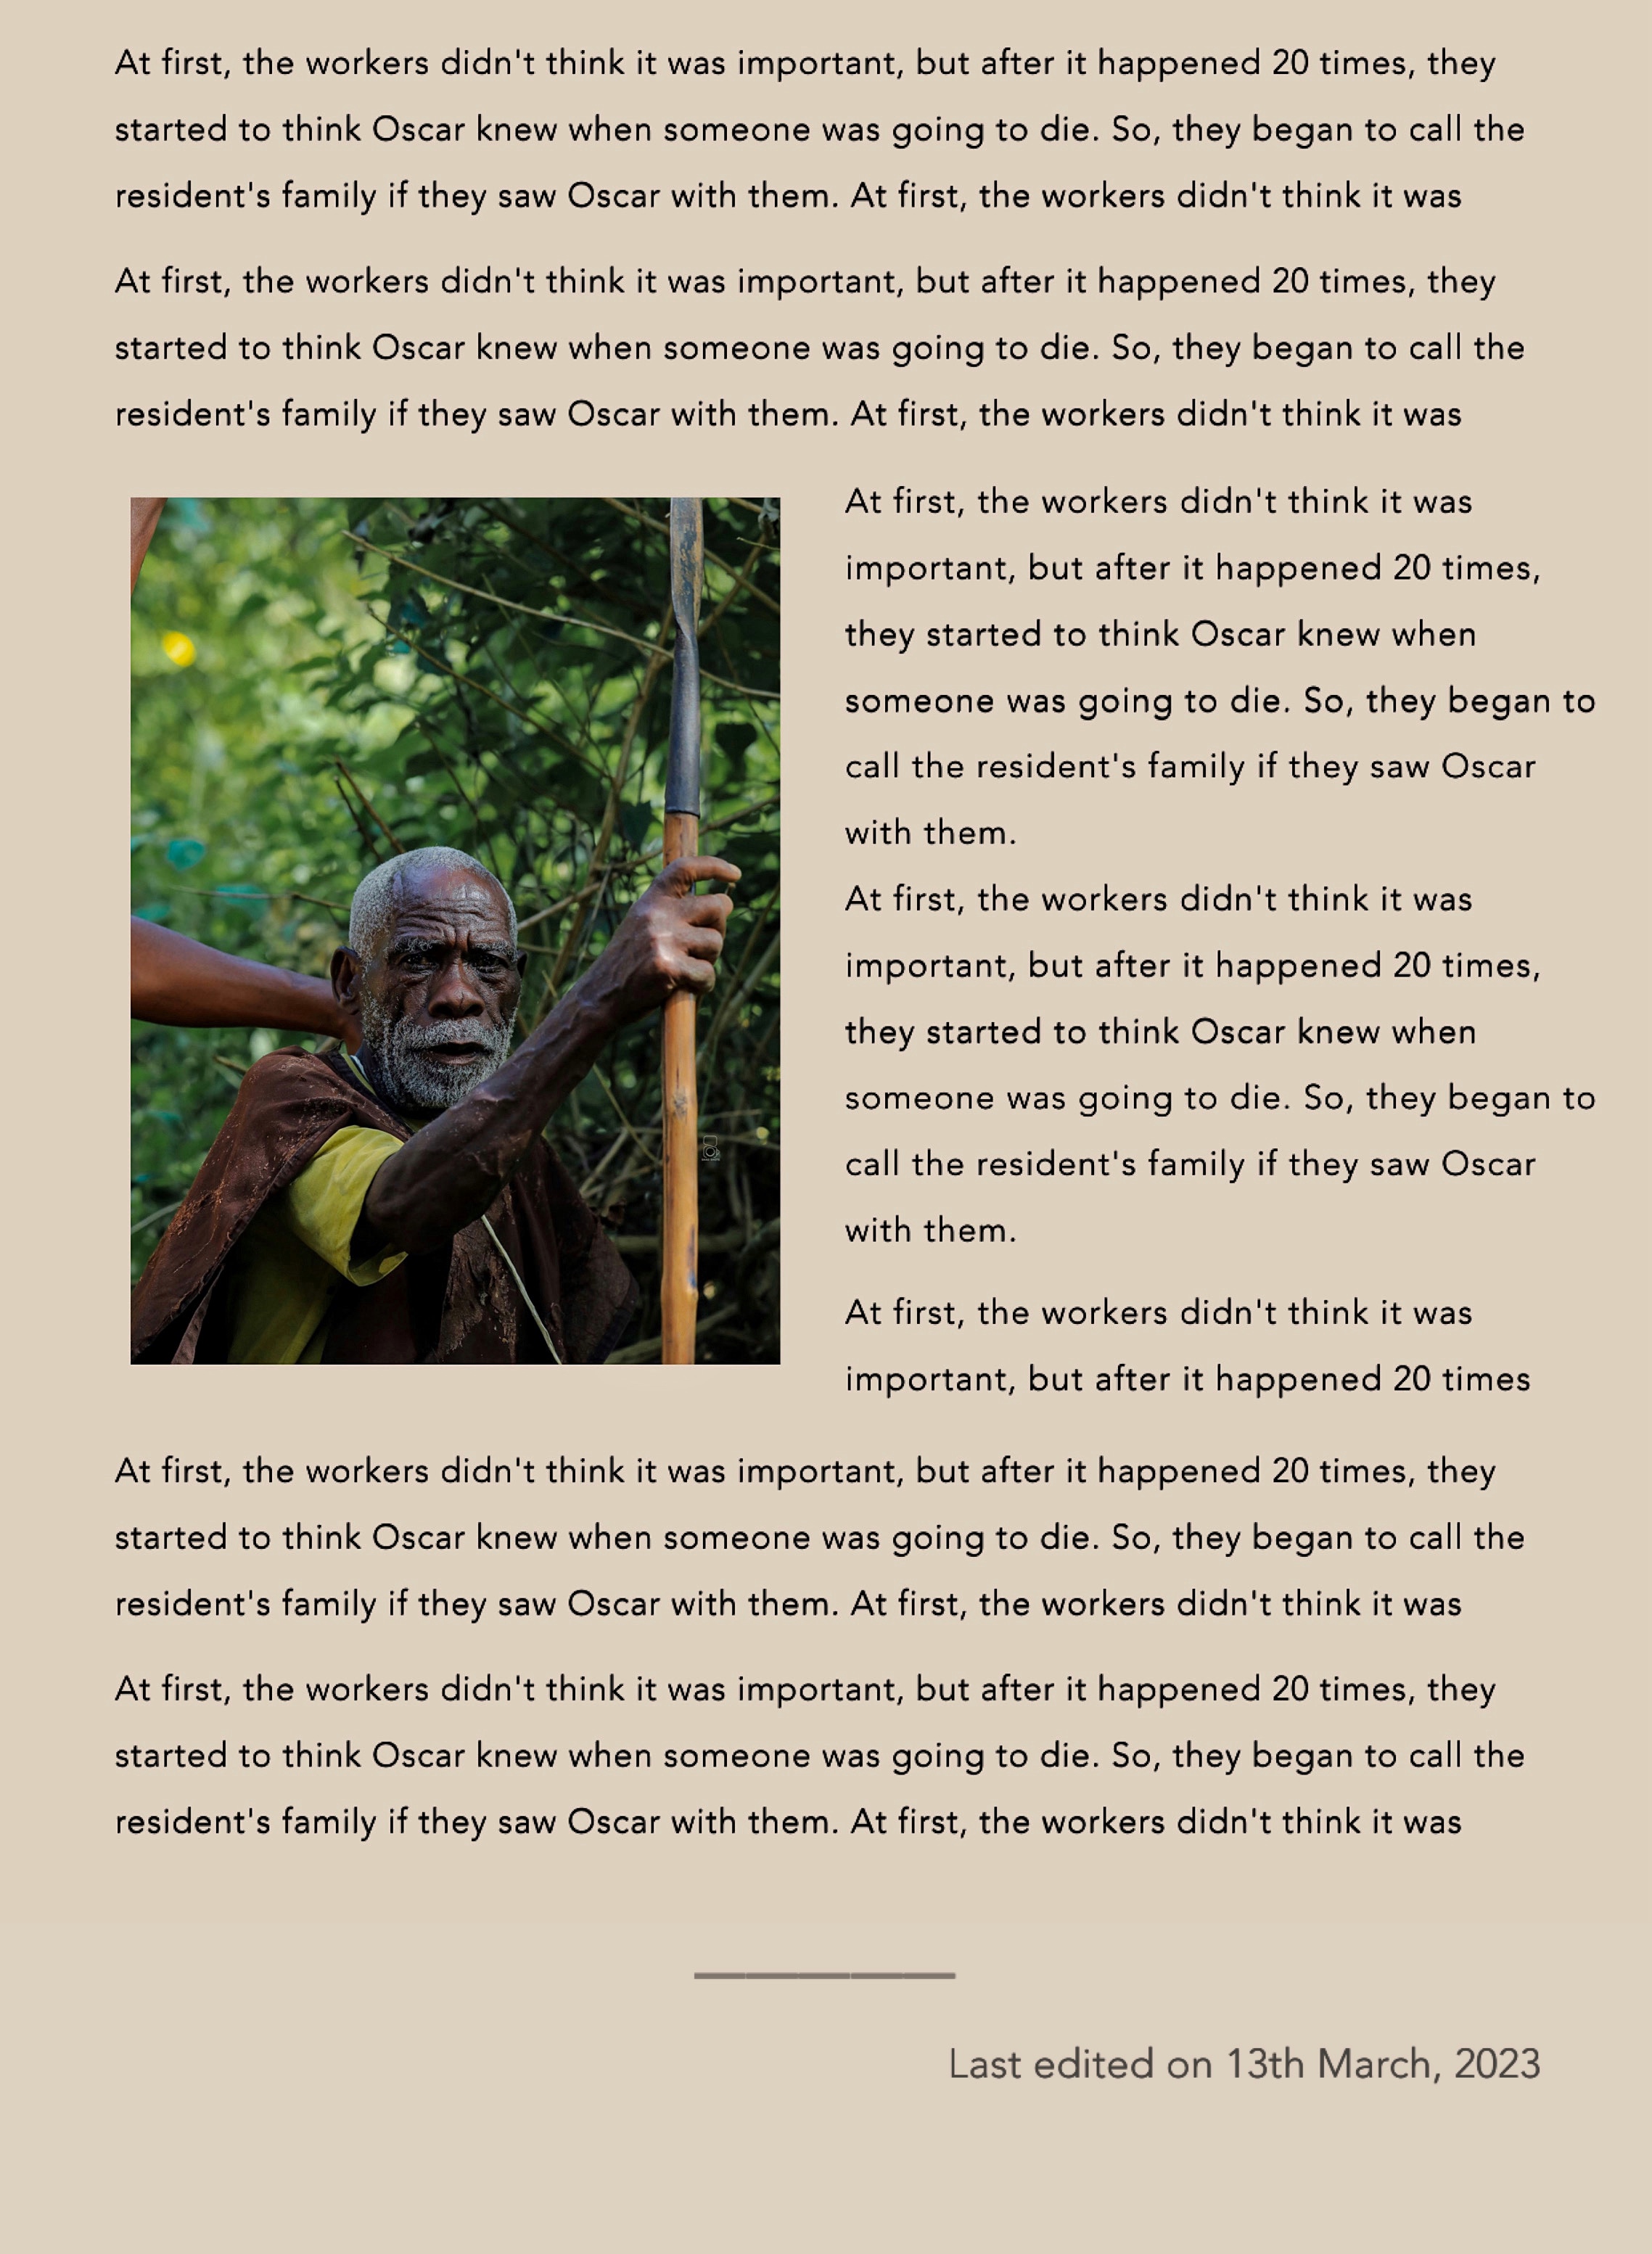 At first, the workers didn't think it was important, but after it happened 20 times, they
started to think Oscar knew when someone was going to die. So, they began to call the
resident's family if they saw Oscar with them. At first, the workers didn't think it was
At first, the workers didn't think it was important, but after it happened 20 times, they
started to think Oscar knew when someone was going to die. So, they began to call the
resident's family if they saw Oscar with them. At first, the workers didn't think it was
At first, the workers didn't think it was
important, but after it happened 20 times,
they started to think Oscar knew when
someone was going to die. So, they began to
call the resident's family if they saw Oscar
with them.
At first, the workers didn't think it was
important, but after it happened 20 times,
they started to think Oscar knew when
someone was going to die. So, they began to
call the resident's family if they saw Oscar
with them.
At first, the workers didn't think it was
important, but after it happened 20 times
At first, the workers didn't think it was important, but after it happened 20 times, they
started to think Oscar knew when someone was going to die. So, they began to call the
resident's family if they saw Oscar with them. At first, the workers didn't think it was
At first, the workers didn't think it was important, but after it happened 20 times, they
started to think Oscar knew when someone was going to die. So, they began to call the
resident's family if they saw Oscar with them. At first, the workers didn't think it was
Last edited on 13th March, 2023